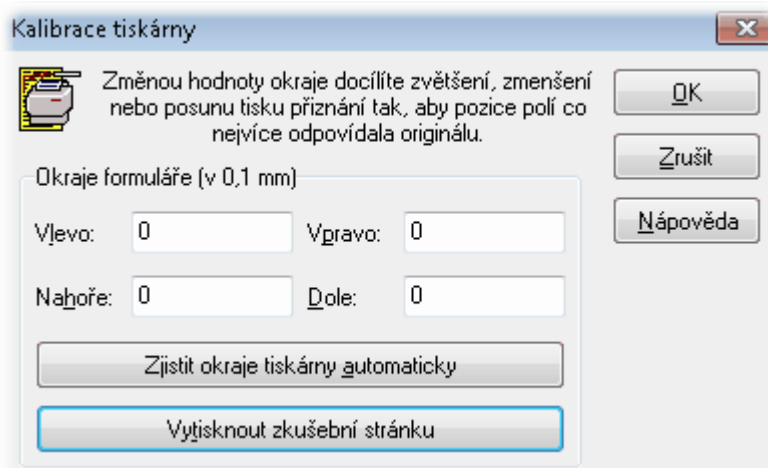 Kalibrace tiskárny
Změnou hodnoty okraje docílíte zvětšení, zmenšení
nebo posunu tisku přiznání tak, aby pozice polí co
nejvíce odpovídala originálu.
OK
Zrušit
Nápověda
Okraje formuláře (v 0,1 mm)
Vlevo: 0 Vpravo: 0
Nahoře: 0 Dole: 0
Zjistit okraje tiskárny automaticky
Vytisknout zkušební stránku